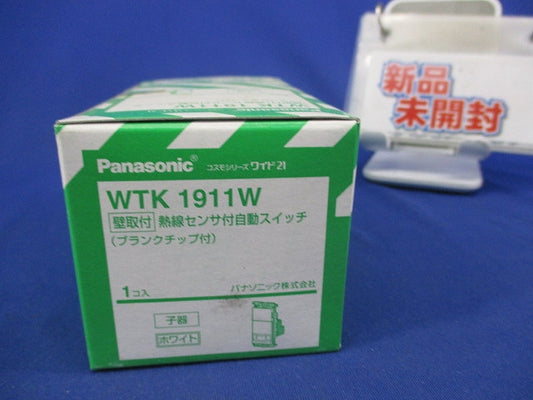 Panasonic® コスモシリーズ ワイド21
WTK 1911W
壁取付 熱線センサ付自動スイッチ
(ブランクチップ付)
1コ入 パナソニック株式会社
子器
ホワイト
新品
未開封